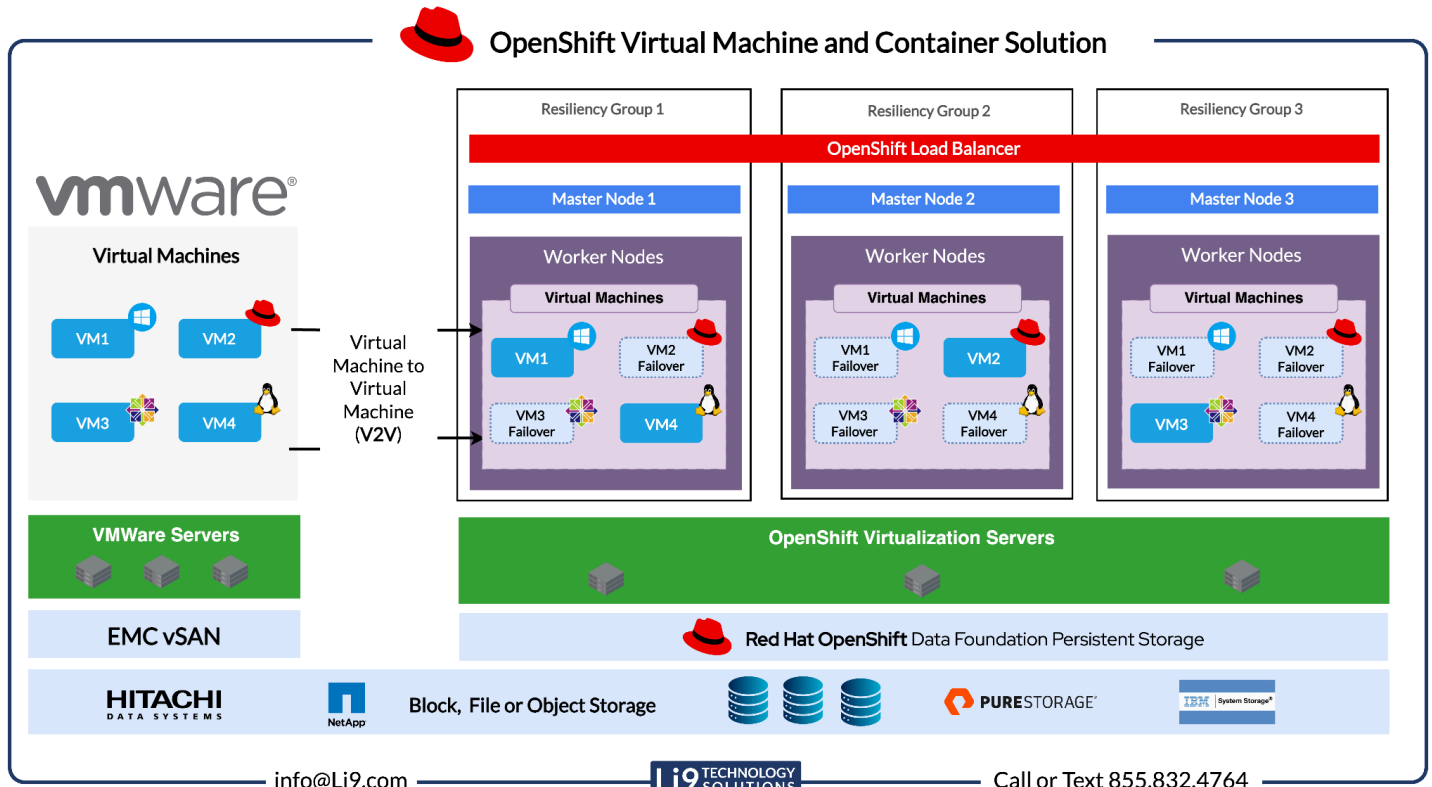 OpenShift Virtual Machine and Container Solution
Resiliency Group 1
Resiliency Group 2
Resiliency Group 3
OpenShift Load Balancer
vmware®
Master Node 1
Master Node 2
Master Node 3
Virtual Machines
VM1
VM2
VM3
VM4
Virtual
Machine to
Virtual
Machine
(V2V)
Worker Nodes
Virtual Machines
VM1
VM2
Failover
VM3
Failover
VM4
Worker Nodes
Virtual Machines
VM1
Failover
VM2
VM3
Failover
VM4
Failover
Worker Nodes
Virtual Machines
VM1
Failover
VM2
Failover
VM3
VM4
Failover
VMWare Servers
OpenShift Virtualization Servers
EMC vSAN
Red Hat OpenShift Data Foundation Persistent Storage
HITACHI
DATA SYSTEMS
NetApp
Block, File or Object Storage
PURESTORAGE
IBM System Storage®
info@Li9.com
Li9 TECHNOLOGY
SOLUTIONS
Call or Text 855.832.4764